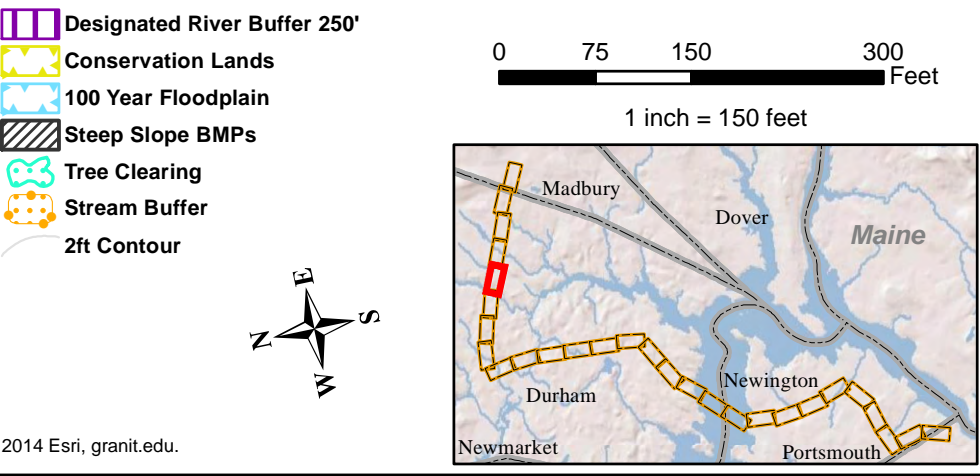 Designated River Buffer 250'
Conservation Lands
100 Year Floodplain
Steep Slope BMPs
Tree Clearing
Stream Buffer
2ft Contour
N
E
S
W
2014 Esri, granit.edu.
0 75 150 300
Feet
1 inch = 150 feet
Madbury
Dover
Maine
Durham
Newington
Newmarket
Portsmouth